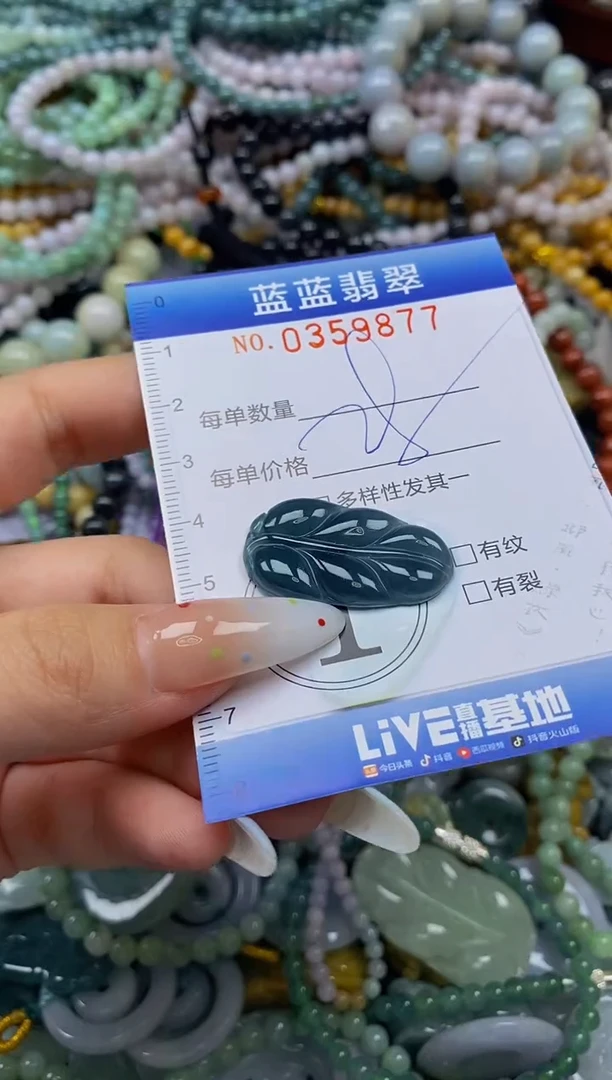 蓝蓝翡翠
NO. 0359877
每单数量
每单价格
多样性发其一
□有纹
□有裂
0
1
2
3
4
5
7
LiVE直播基地
今日头条 抖音 西瓜视频 抖音火山版